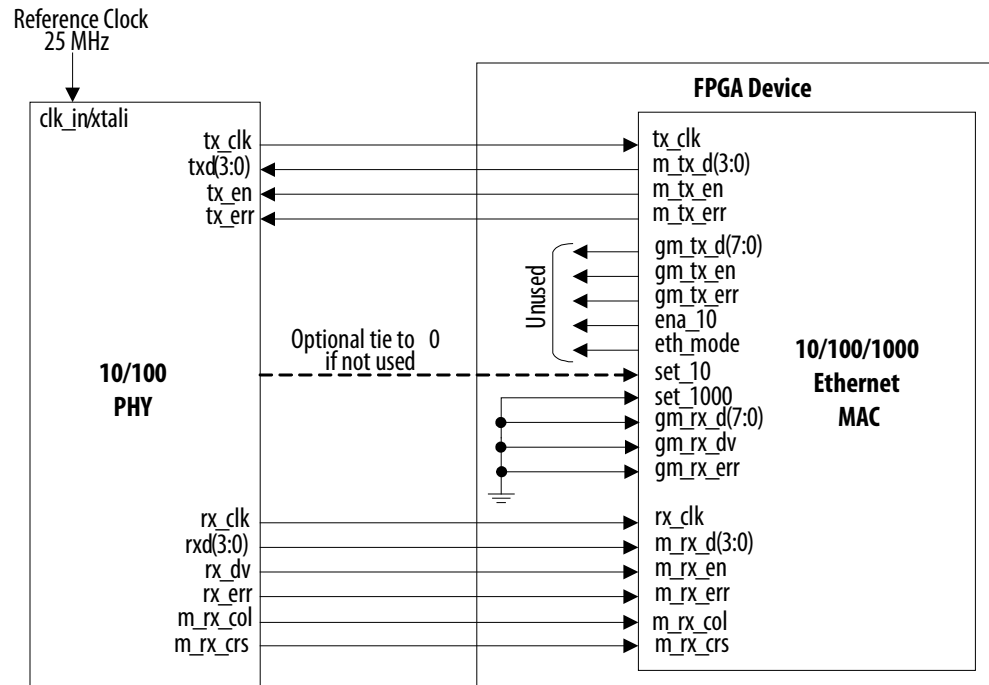 Reference Clock
25 MHz
clk_in/xtali
tx_clk
txd(3:0)
tx_en
tx_err
10/100
PHY
rx_clk
rxd(3:0)
rx_dv
rx_err
m_rx_col
m_rx_crs
Optional tie to 0
if not used
FPGA Device
Unused
tx_clk
m_tx_d(3:0)
m_tx_en
m_tx_err
gm_tx_d(7:0)
gm_tx_en
gm_tx_err
ena_10
eth_mode
set_10
set_1000
gm_rx_d(7:0)
gm_rx_dv
gm_rx_err
rx_clk
m_rx_d(3:0)
m_rx_en
m_rx_err
m_rx_col
m_rx_crs
10/100/1000
Ethernet
MAC